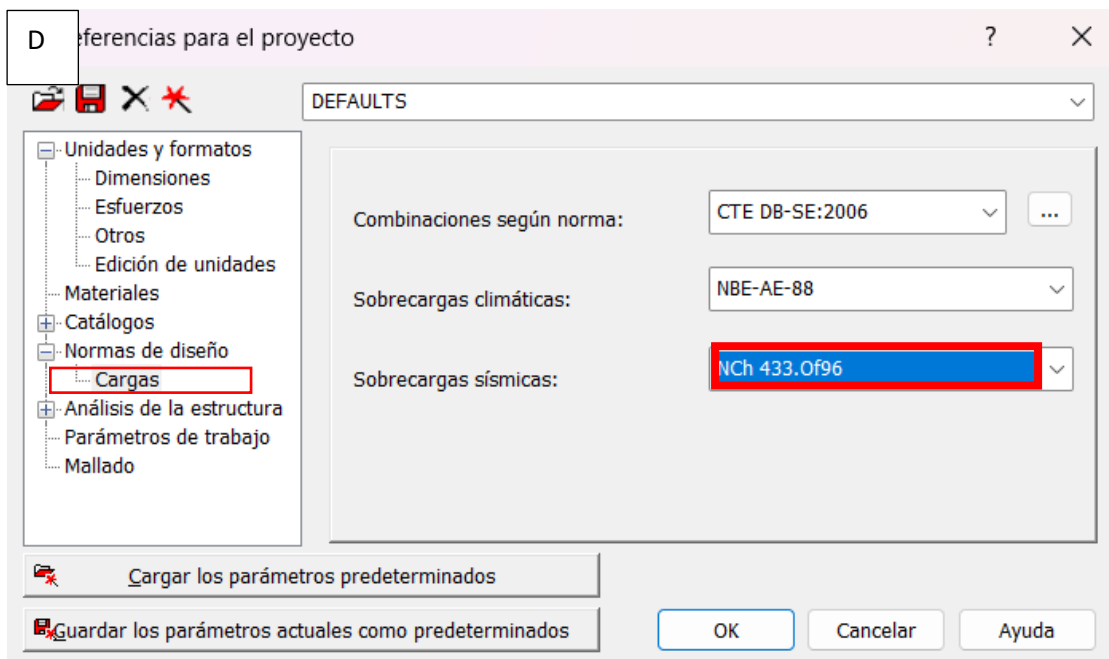 D
eferencias para el proyecto
?
DEFAULTS
Unidades y formatos
Dimensiones
Esfuerzos
Otros
Edición de unidades
Materiales
Catálogos
Normas de diseño
Cargas
Análisis de la estructura
Parámetros de trabajo
Mallado
Combinaciones según norma:
CTE DB-SE:2006
...
Sobrecargas climáticas:
NBE-AE-88
Sobrecargas sísmicas:
NCh 433.Of96
Cargar los parámetros predeterminados
Guardar los parámetros actuales como predeterminados
OK
Cancelar
Ayuda